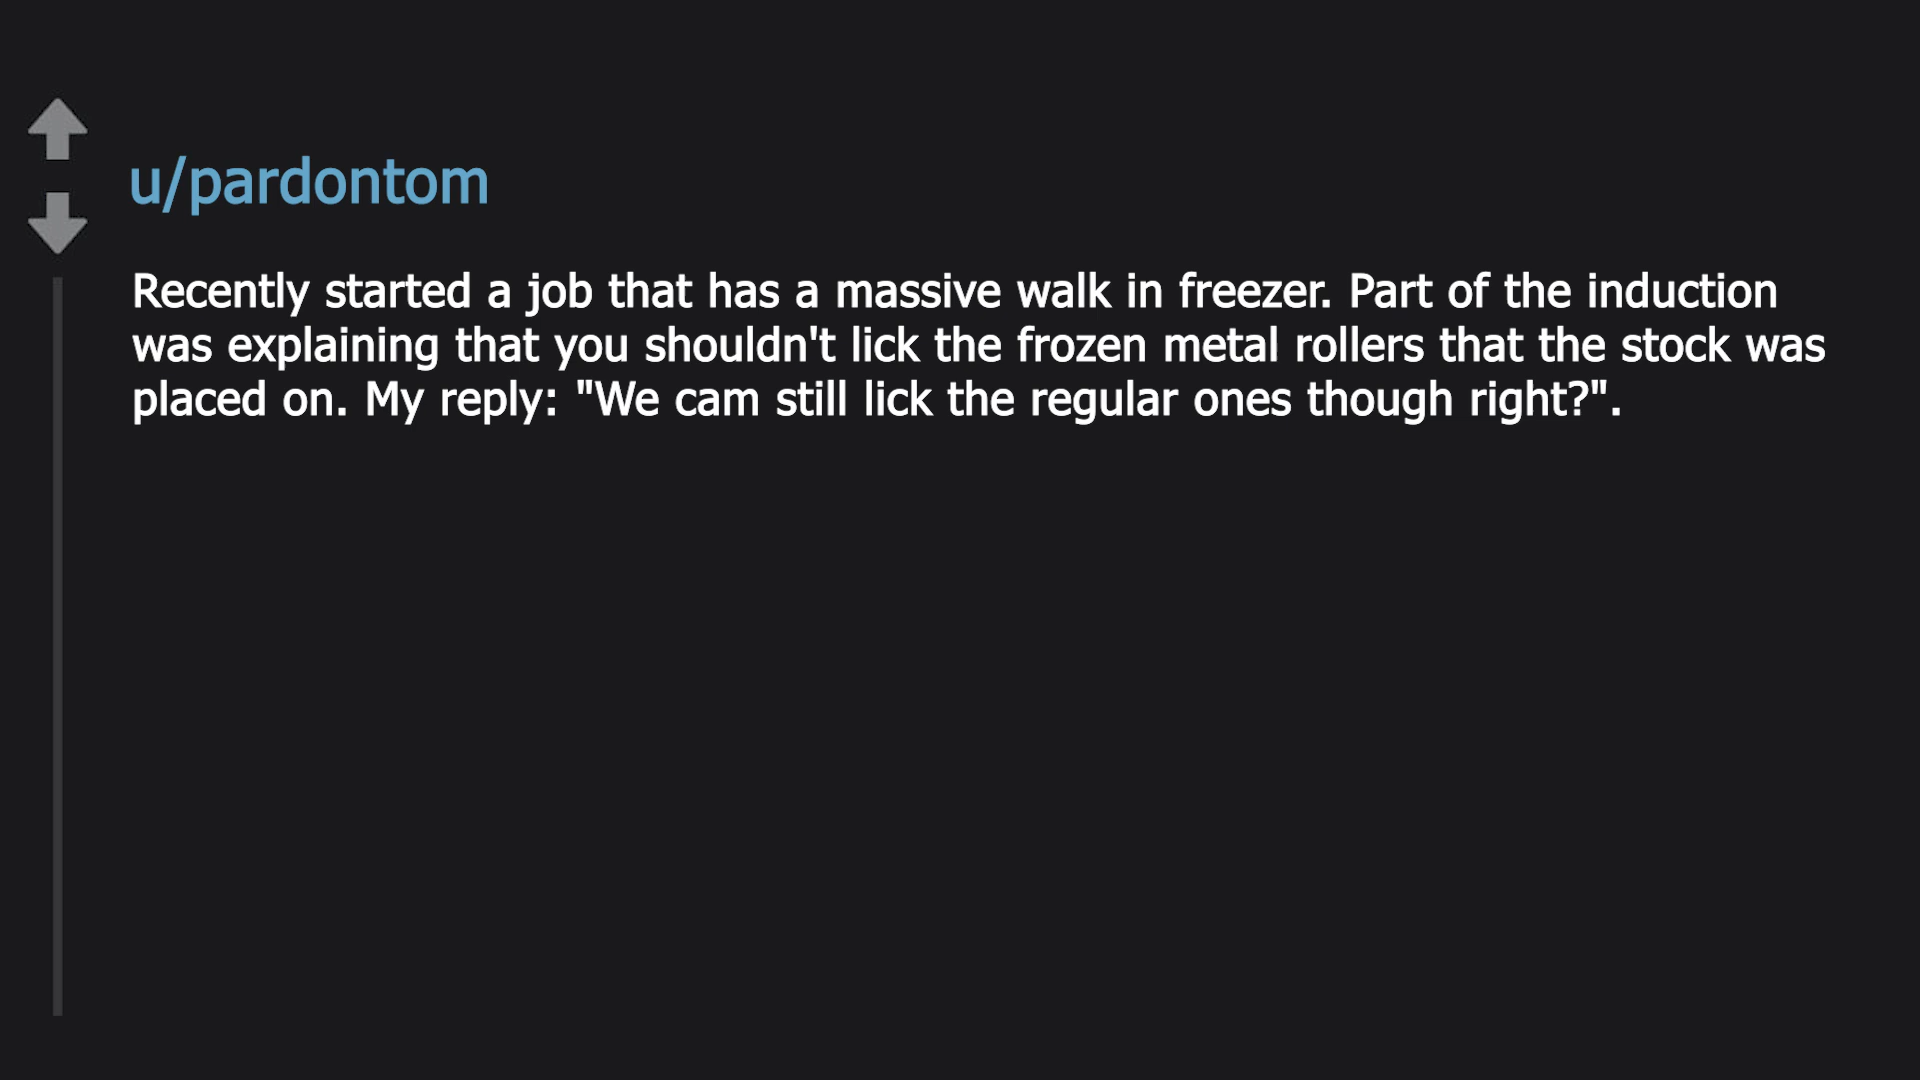 u/pardontom
Recently started a job that has a massive walk in freezer. Part of the induction
was explaining that you shouldn't lick the frozen metal rollers that the stock was
placed on. My reply: "We cam still lick the regular ones though right?".